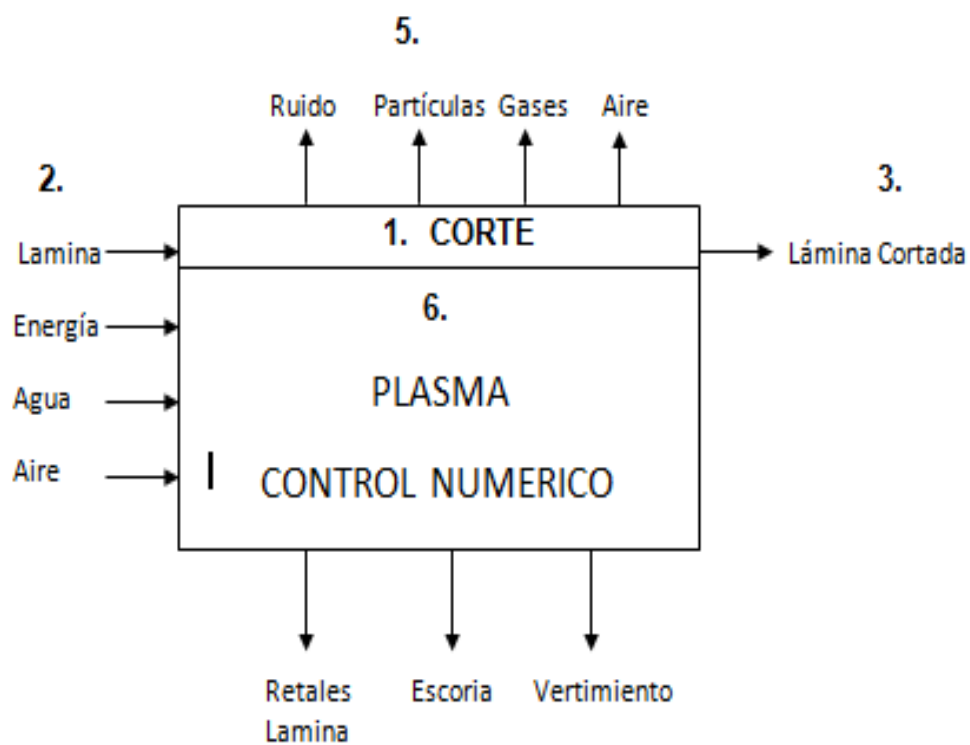 5.
Ruido Partículas Gases Aire
2. 3.
1. CORTE
Lamina Lámina Cortada
6.
Energía
PLASMA
Agua
Aire
CONTROL NUMERICO
Retales Escoria Vertimiento
Lamina